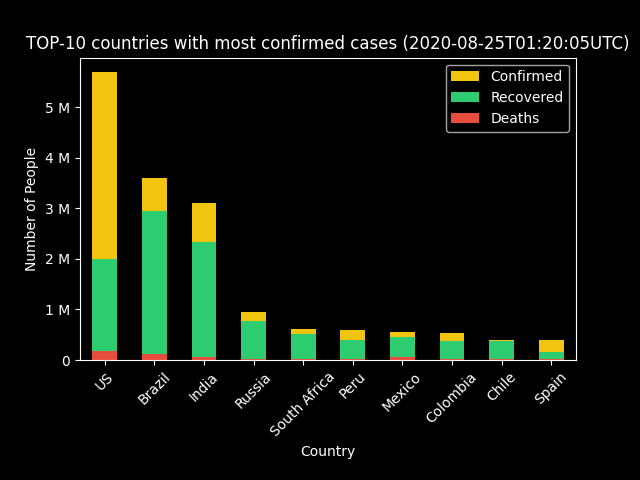 TOP-10 countries with most confirmed cases (2020-08-25T01:20:05UTC)
Confirmed
Recovered
Deaths
Number of People
5 M
4 M
3 M
2 M
1 M
0
US
Brazil
India
Russia
South Africa
Peru
Mexico
Colombia
Chile
Spain
Country